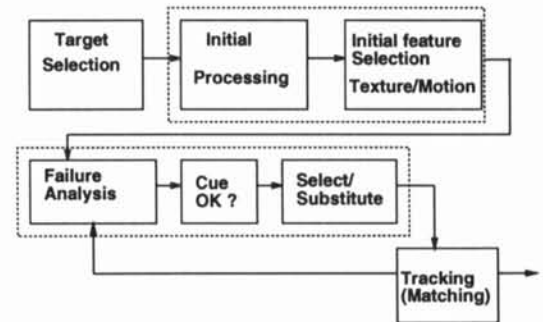 Target
Selection
Initial
Processing
Initial feature
Selection
Texture/Motion
Failure
Analysis
Cue
OK ?
Select/
Substitute
Tracking
(Matching)